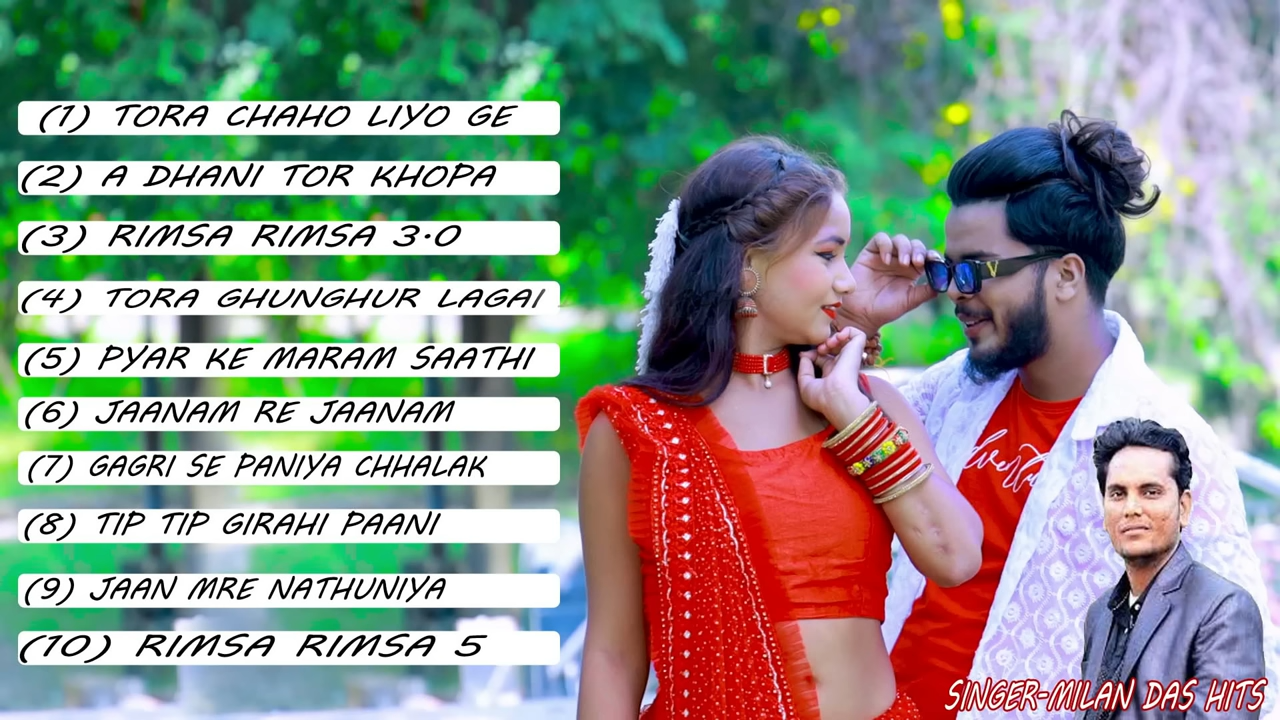 (1) TORA CHAHO LIYO GE
(2) A DHANI TOR KHOPA
(3) RIMSA RIMSA 3.0
(4) TORA GHUNGHUR LAGAI
(5) PYAR KE MARAM SAATHI
(6) JAANAM RE JAANAM
(7) GAGRI SE PANIYA CHHALAK
(8) TIP TIP GIRAHI PAANI
(9) JAAN MRE NATHUNIYA
(10) RIMSA RIMSA 5
SINGER-MILAN DAS HITS